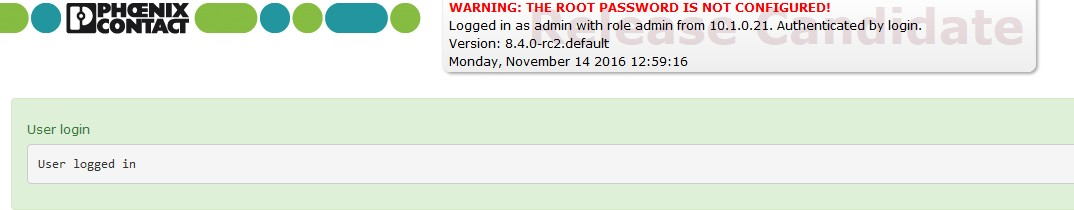 PHŒNIX
CONTACT
WARNING: THE ROOT PASSWORD IS NOT CONFIGURED!
Logged in as admin with role admin from 10.1.0.21. Authenticated by login.
Release Candidate
Version: 8.4.0-rc2.default
Monday, November 14 2016 12:59:16
User login
User logged in